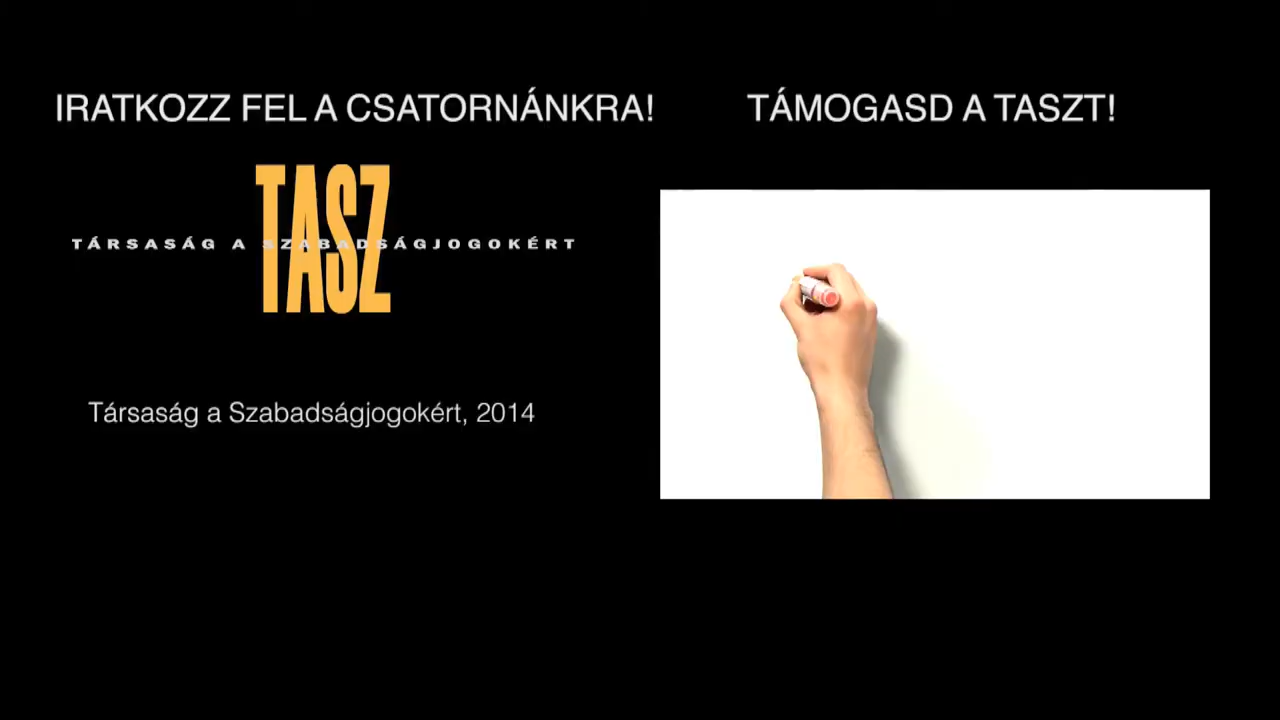 IRATKOZZ FEL A CSATORNÁNKRA!
TÁMOGASD A TASZT!
TASZ
TÁRSASÁG A SZABADSÁGJOGOKÉRT
Társaság a Szabadságjogokért, 2014